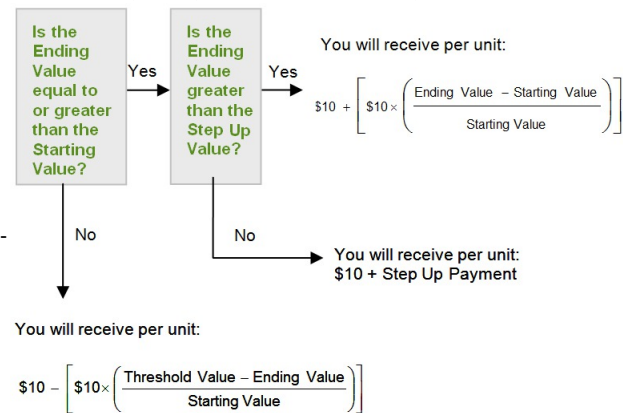 Is the
Ending
Value
equal to
or greater
than the
Starting
Value?
Yes
Is the
Ending
Value
greater
than the
Step Up
Value?
Yes
You will receive per unit:
$10 + [ $10 × ( Ending Value – Starting Value
Starting Value ) ]
-
No
No
You will receive per unit:
$10 + Step Up Payment
You will receive per unit:
$10 – [ $10× ( Threshold Value – Ending Value
Starting Value ) ]